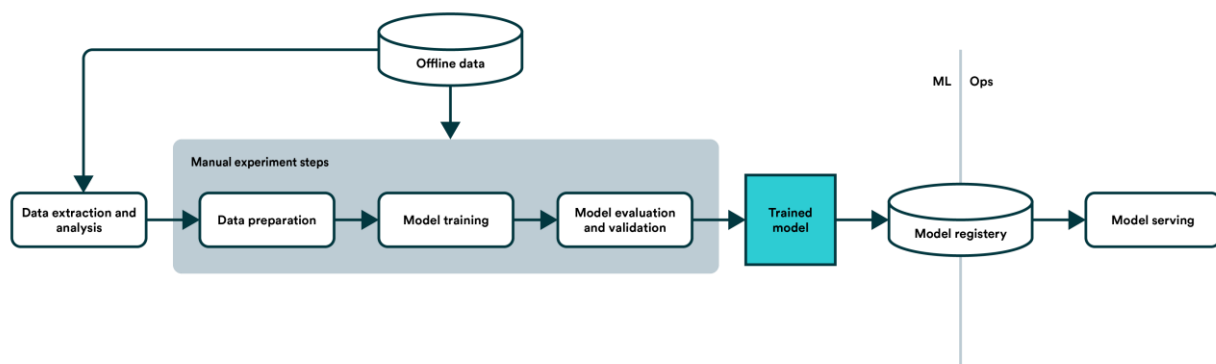 Offline data
ML
Ops
Manual experiment steps
Data extraction and
analysis
Data preparation
Model training
Model evaluation
and validation
Trained
model
Model registery
Model serving